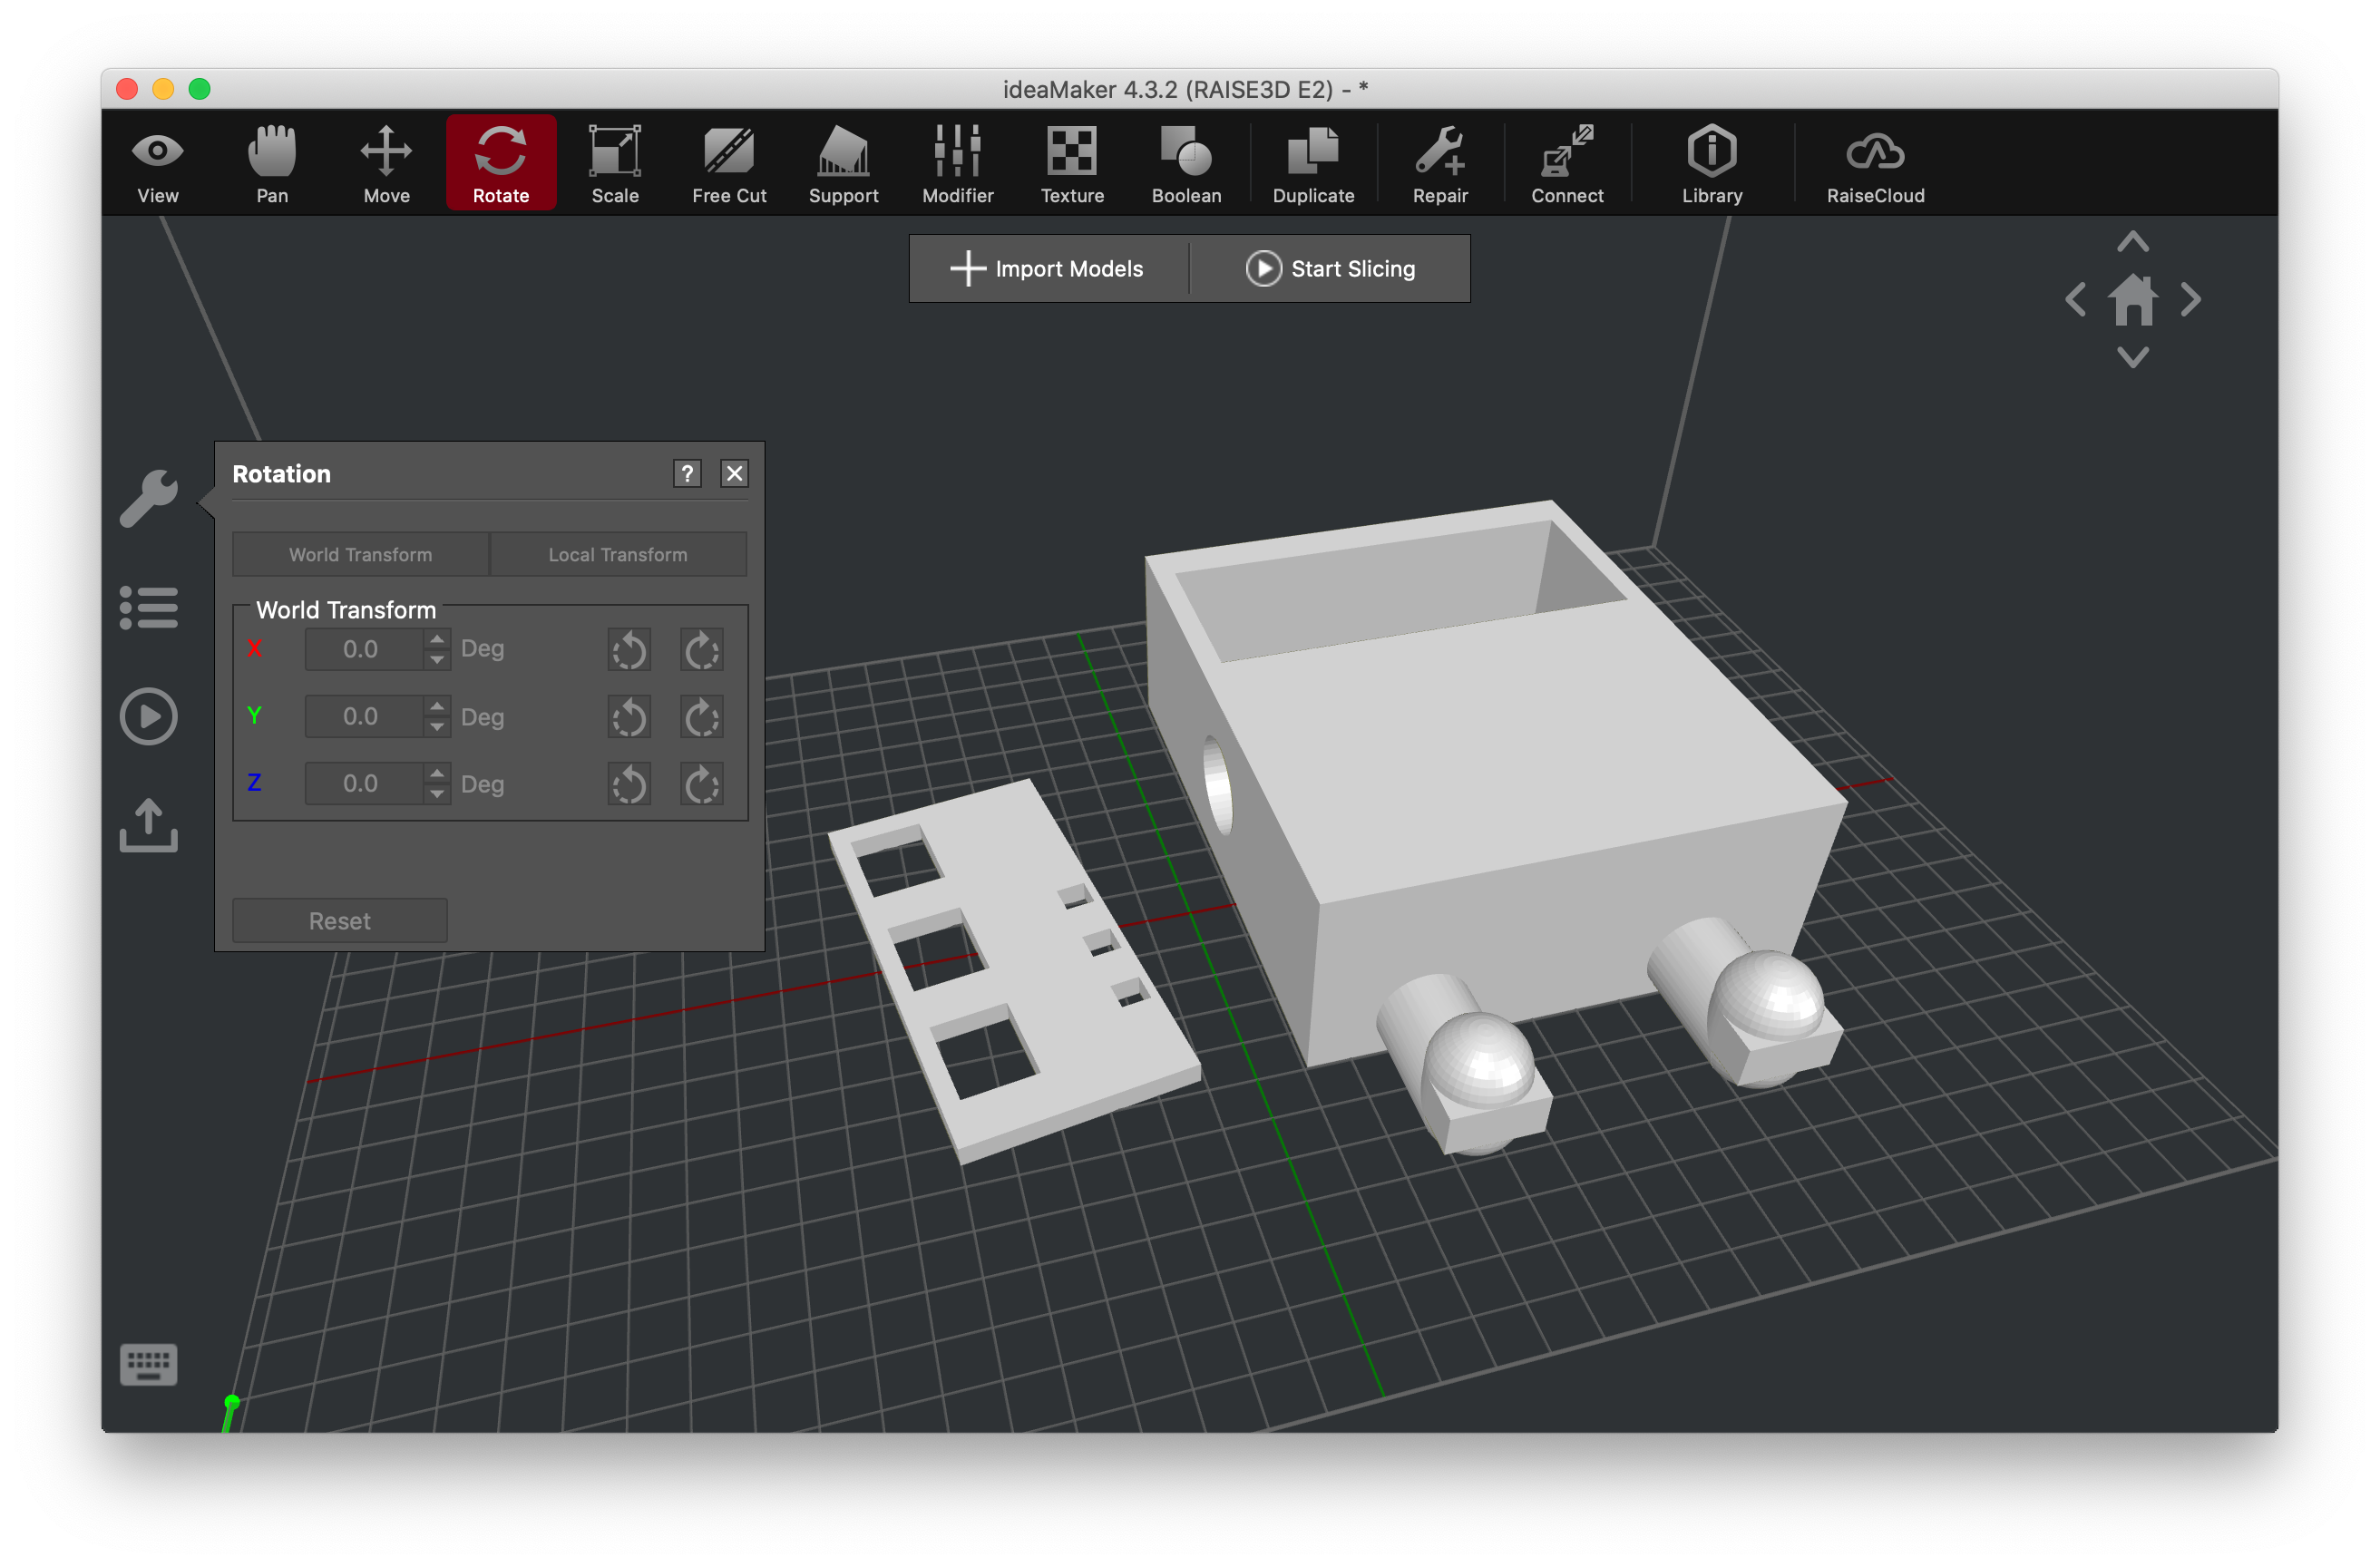 ideaMaker 4.3.2 (RAISE3D E2) - *
View Pan Move Rotate Scale Free Cut Support Modifier Texture Boolean Duplicate Repair Connect Library RaiseCloud
Import Models Start Slicing
Rotation ?
World Transform Local Transform
World Transform
X 0.0 Deg
Y 0.0 Deg
Z 0.0 Deg
Reset